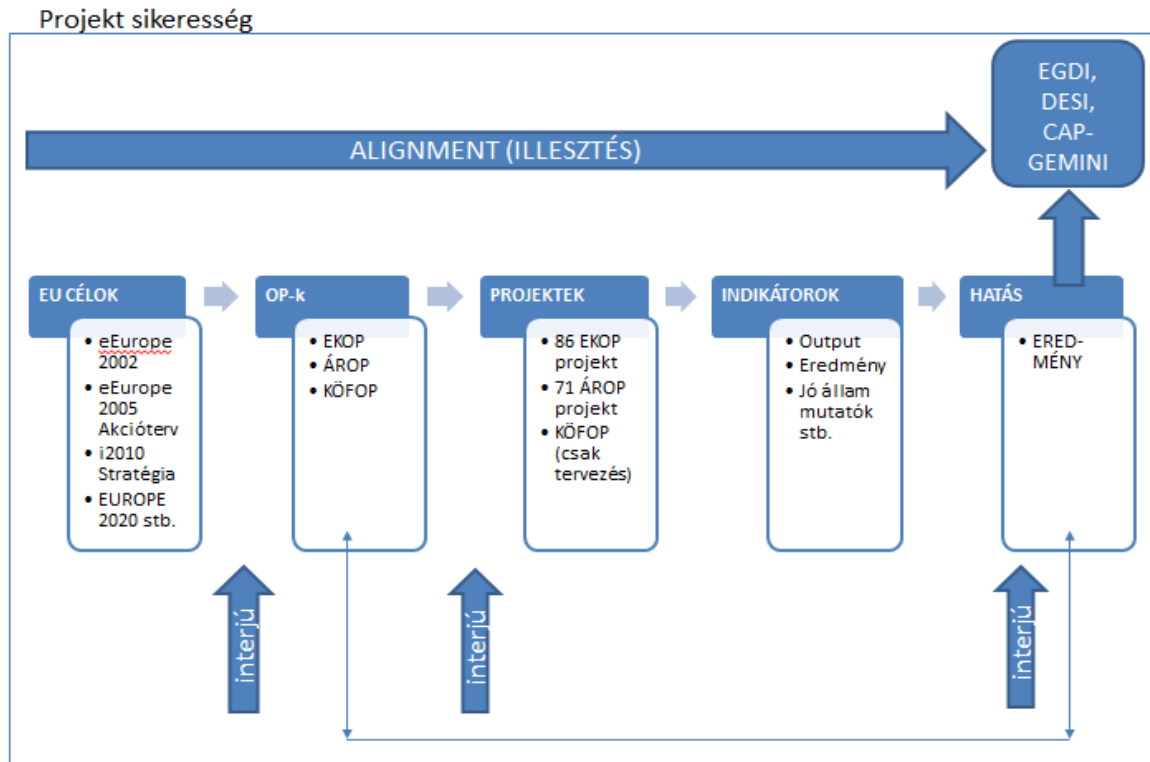 Projekt sikeresség
EGDI,
DESI,
CAP-
GEMINI
ALIGNMENT (ILLESZTÉS)
EU CÉLOK
• eEurope
2002
• eEurope
2005
Akcióterv
• i2010
Stratégia
• EUROPE
2020 stb.
OP-k
• EKOP
• ÁROP
• KÖFOP
PROJEKTEK
• 86 EKOP
projekt
• 71 ÁROP
projekt
• KÖFOP
(csak
tervezés)
INDIKÁTOROK
• Output
• Eredmény
• Jó állam
mutatók
stb.
HATÁS
• ERED-
MÉNY
interjú
interjú
interjú